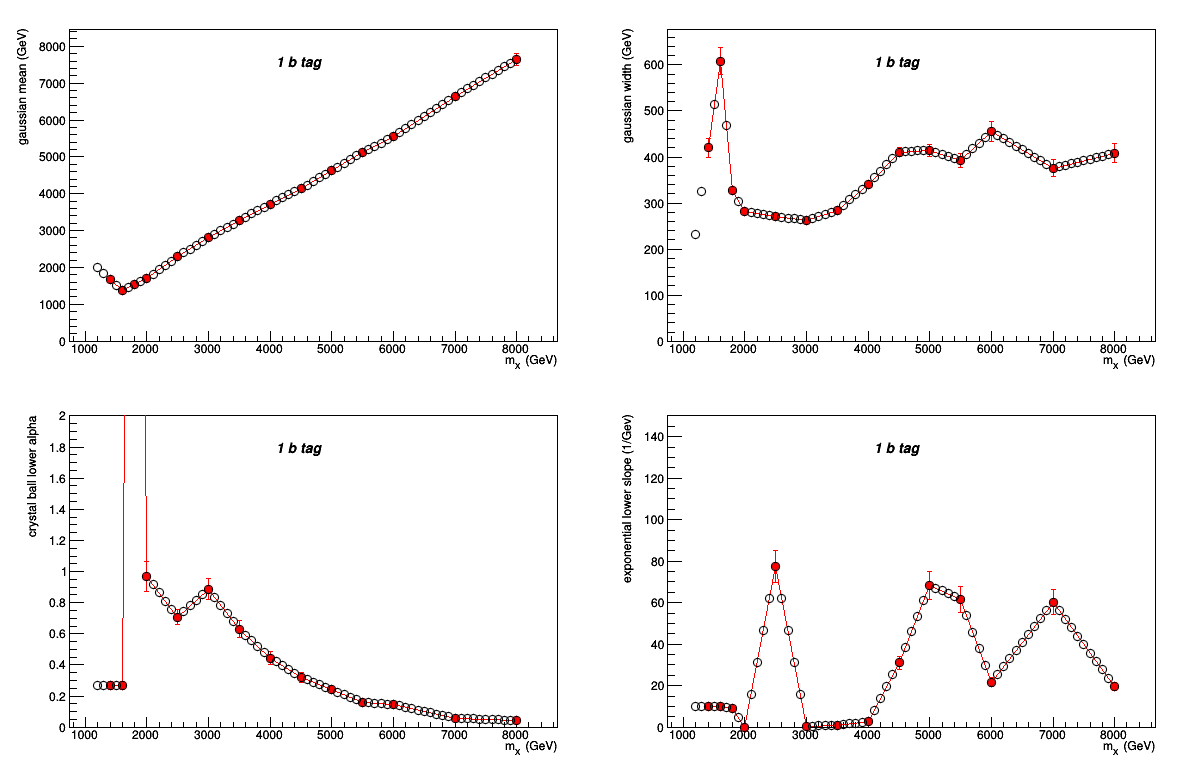 gaussian mean (GeV)
1 b tag
8000
7000
6000
5000
4000
3000
2000
1000
0
1000 2000 3000 4000 5000 6000 7000 8000
mx (GeV)
gaussian width (GeV)
1 b tag
600
500
400
300
200
100
0
1000 2000 3000 4000 5000 6000 7000 8000
mx (GeV)
crystal ball lower alpha
1 b tag
2
1.8
1.6
1.4
1.2
1
0.8
0.6
0.4
0.2
0
1000 2000 3000 4000 5000 6000 7000 8000
mx (GeV)
exponential lower slope (1/Gev)
1 b tag
140
120
100
80
60
40
20
0
1000 2000 3000 4000 5000 6000 7000 8000
mx (GeV)